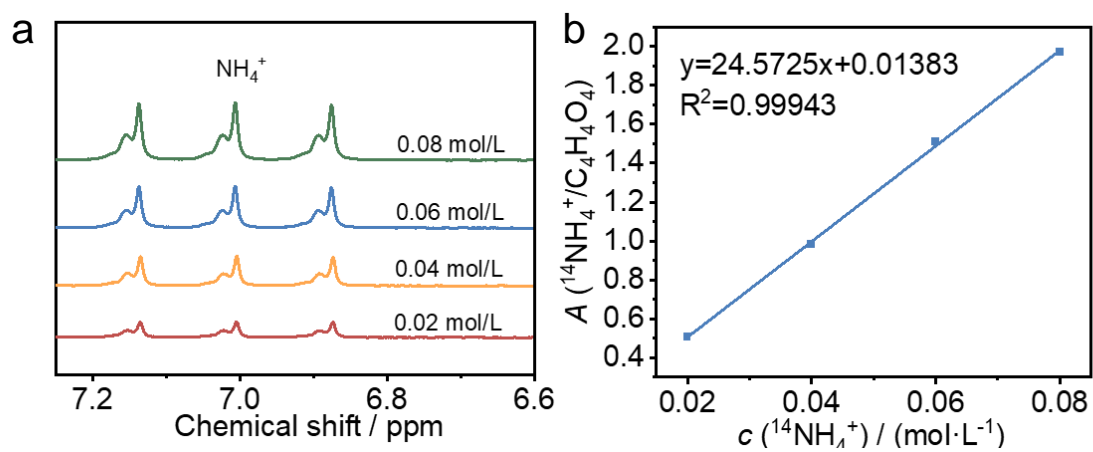 a
NH₄⁺
0.08 mol/L
0.06 mol/L
0.04 mol/L
0.02 mol/L
7.2 7.0 6.8 6.6
Chemical shift / ppm
b
y=24.5725x+0.01383
R²=0.99943
A (¹⁴NH₄⁺/C₄H₄O₄)
2.0
1.8
1.6
1.4
1.2
1.0
0.8
0.6
0.4
0.02 0.04 0.06 0.08
c (¹⁴NH₄⁺) / (mol·L⁻¹)